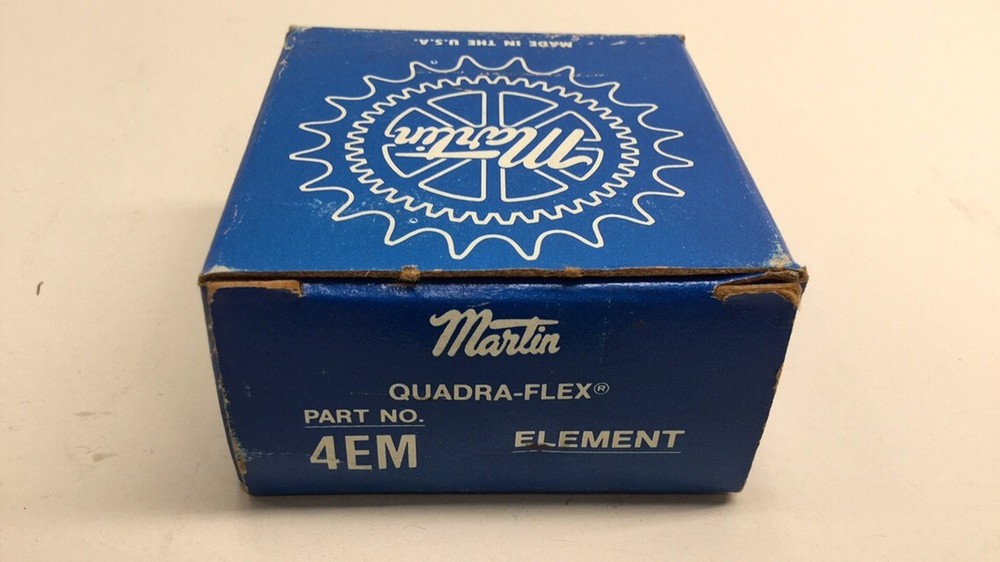 MADE IN THE U.S.A.
Martin
Martin
QUADRA-FLEX®
PART NO.
4EM
ELEMENT